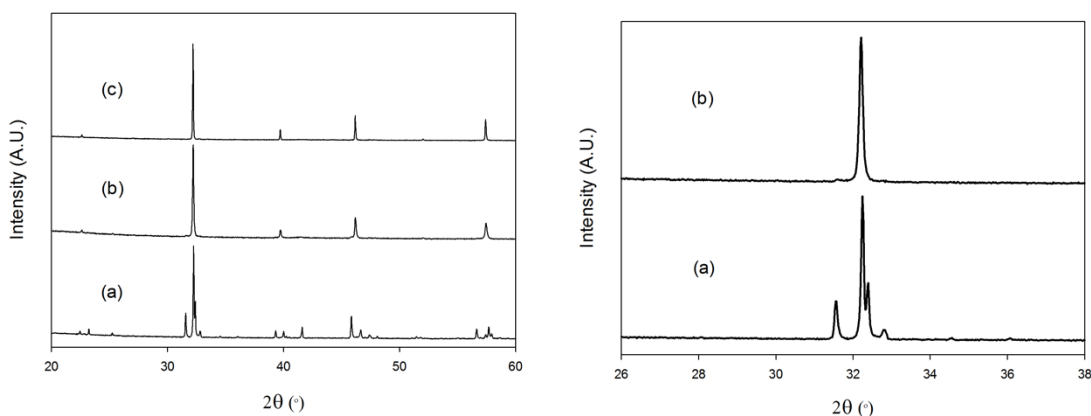 Intensity (A.U.)
(c)
(b)
(a)
20 30 40 50 60
2θ (°)
Intensity (A.U.)
(b)
(a)
26 28 30 32 34 36 38
2θ (°)